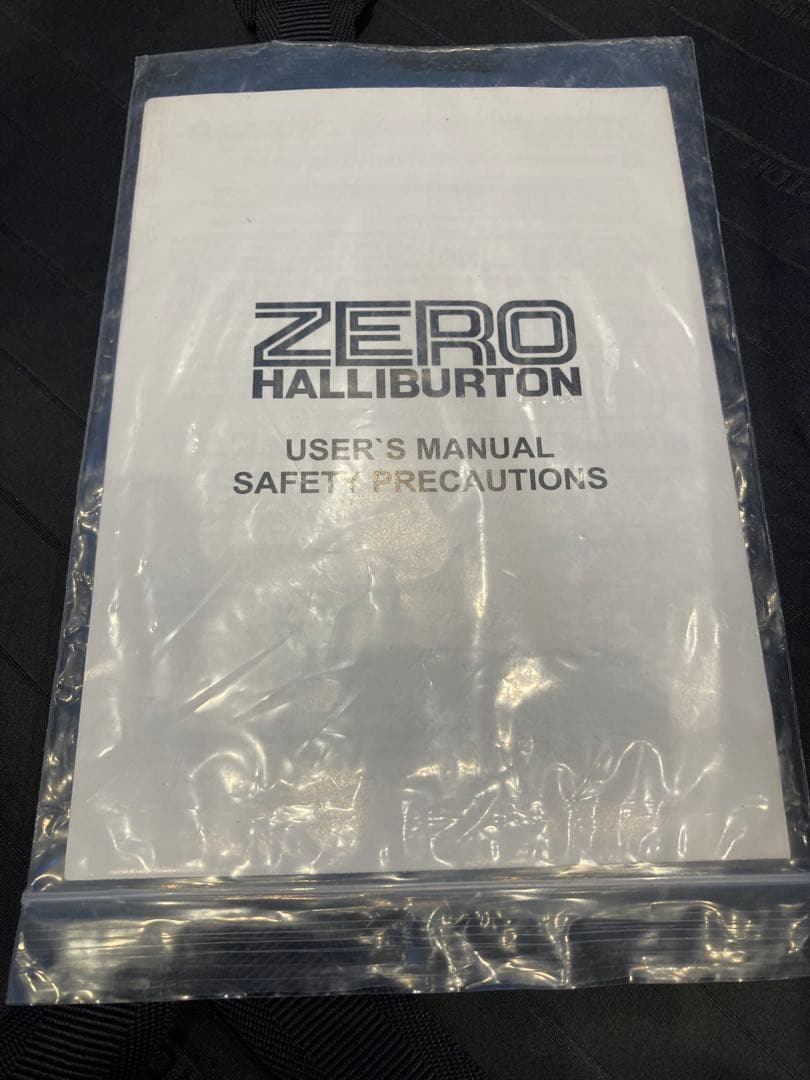 ZERO
HALLIBURTON
USER`S MANUAL
SAFETY PRECAUTIONS